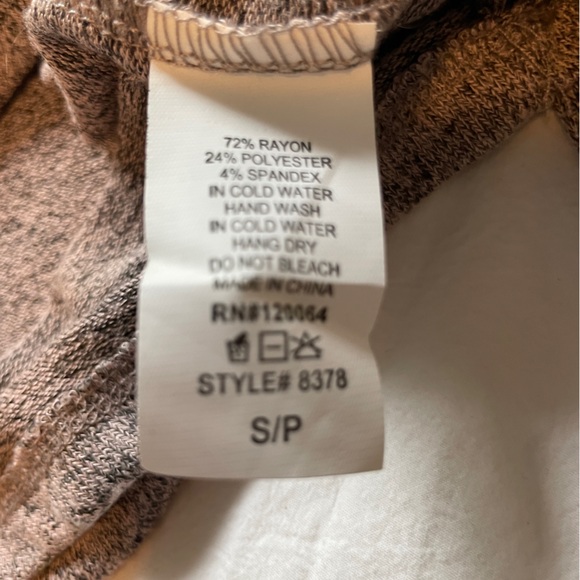 72% RAYON
24% POLYESTER
4% SPANDEX
IN COLD WATER
HAND WASH
IN COLD WATER
HANG DRY
DO NOT BLEACH
MADE IN CHINA
RN#120064
STYLE# 8378
S/P